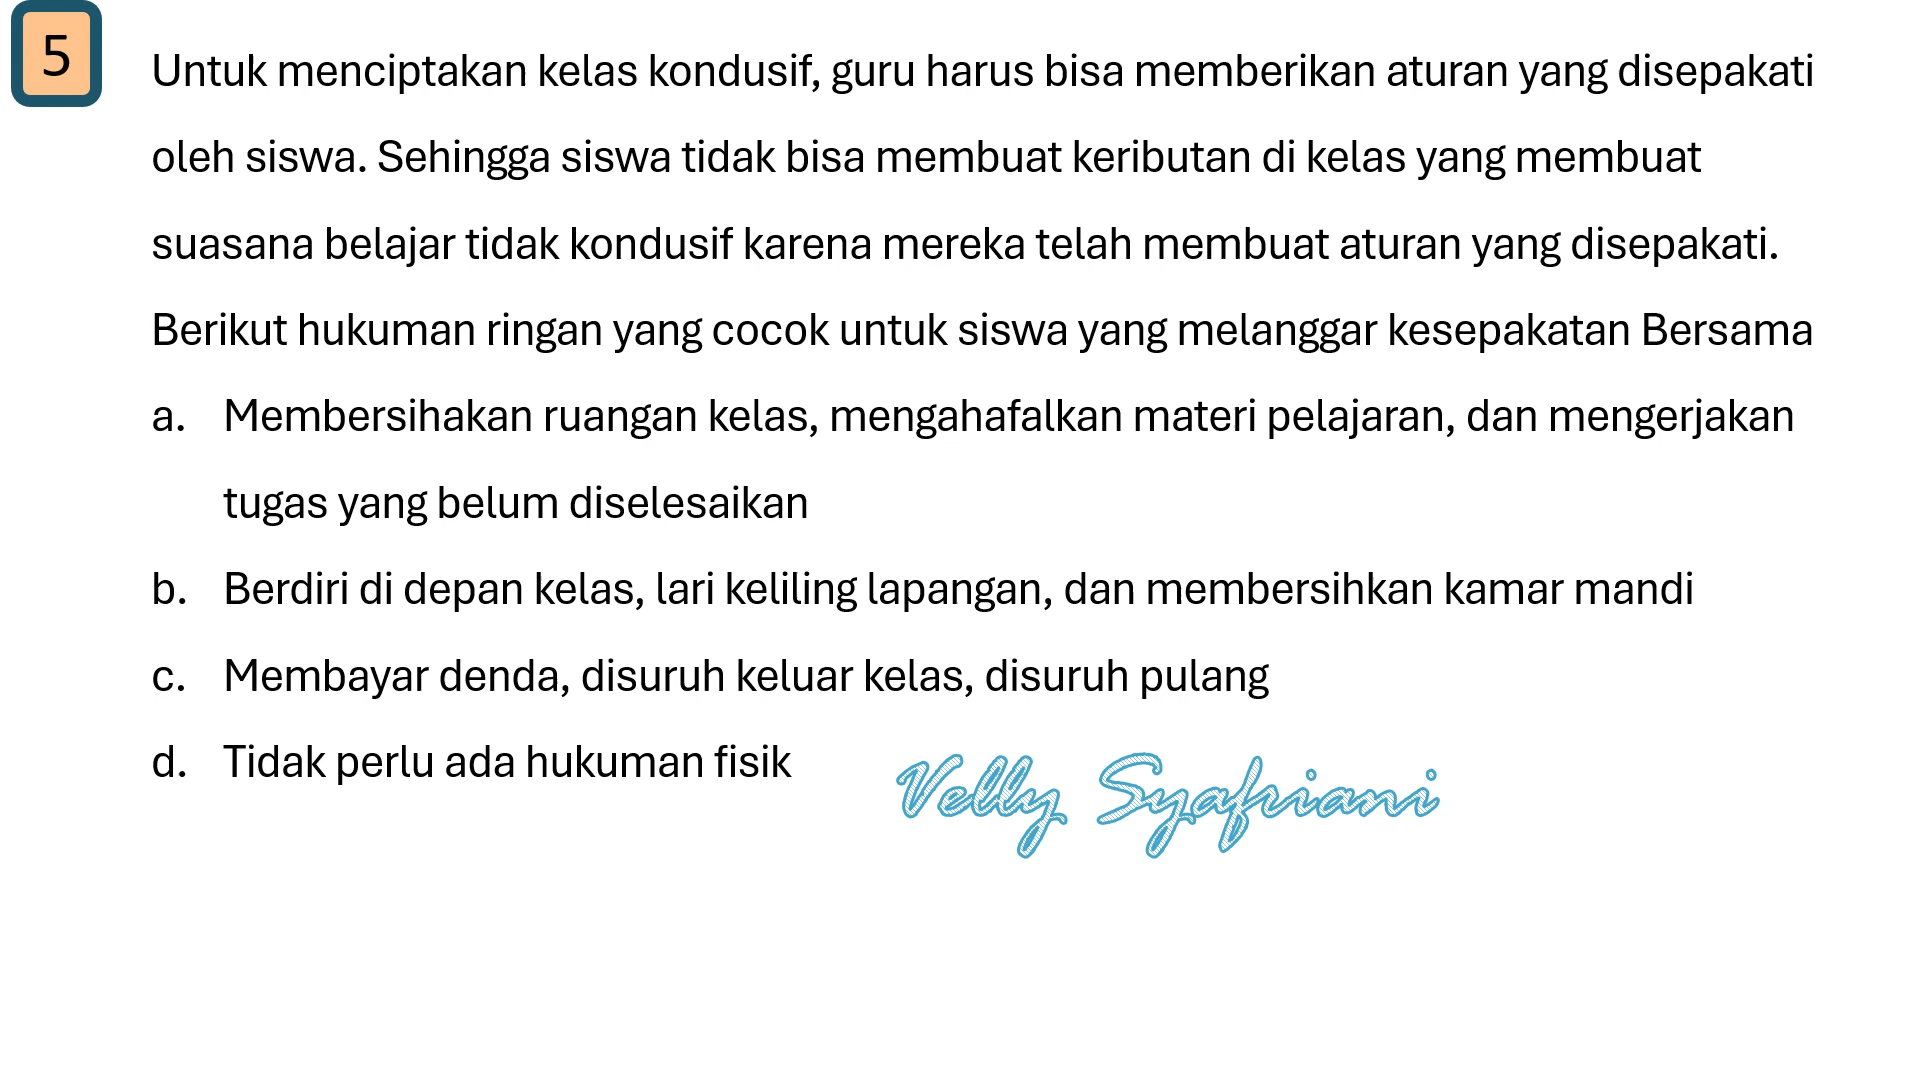 5
Untuk menciptakan kelas kondusif, guru harus bisa memberikan aturan yang disepakati
oleh siswa. Sehingga siswa tidak bisa membuat keributan di kelas yang membuat
suasana belajar tidak kondusif karena mereka telah membuat aturan yang disepakati.
Berikut hukuman ringan yang cocok untuk siswa yang melanggar kesepakatan Bersama
a. Membersihakan ruangan kelas, mengahafalkan materi pelajaran, dan mengerjakan
tugas yang belum diselesaikan
b. Berdiri di depan kelas, lari keliling lapangan, dan membersihkan kamar mandi
c. Membayar denda, disuruh keluar kelas, disuruh pulang
d. Tidak perlu ada hukuman fisik
Velly Syafriani